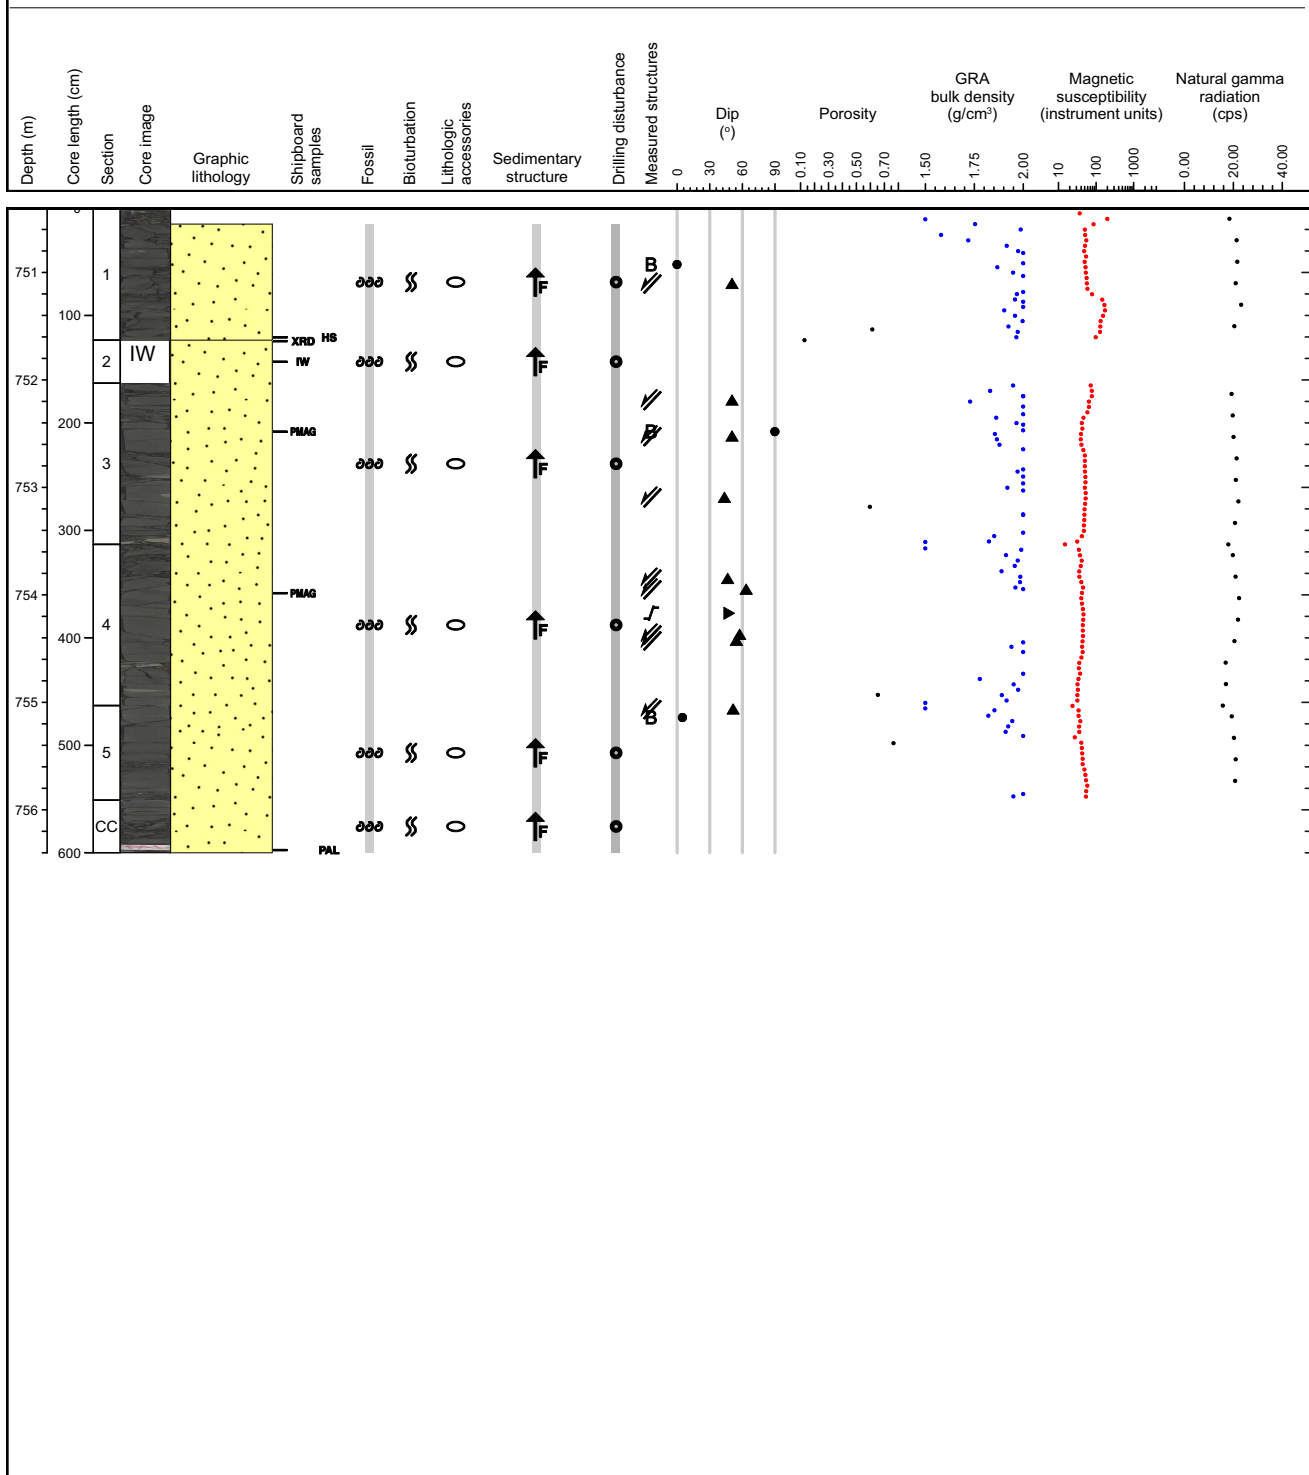 Depth (m)
Core length (cm)
Section
Core image
Graphic
lithology
Shipboard
samples
Fossil
Bioturbation
Lithologic
accessories
Sedimentary
structure
Drilling disturbance
Measured structures
Dip
(°)
0 30 60 90
Porosity
0.10 0.30 0.50 0.70
GRA
bulk density
(g/cm³)
1.50 1.75 2.00
Magnetic
susceptibility
(instrument units)
10 100 1000
Natural gamma
radiation
(cps)
0.00 20.00 40.00
B
F
751 1
100
HS
XRD
IW
2 IW F
752
200 PMAG B
3 F
753
300
754 PMAG
4 F
400
755
B
500 5 F
756
CC F
600 PAL